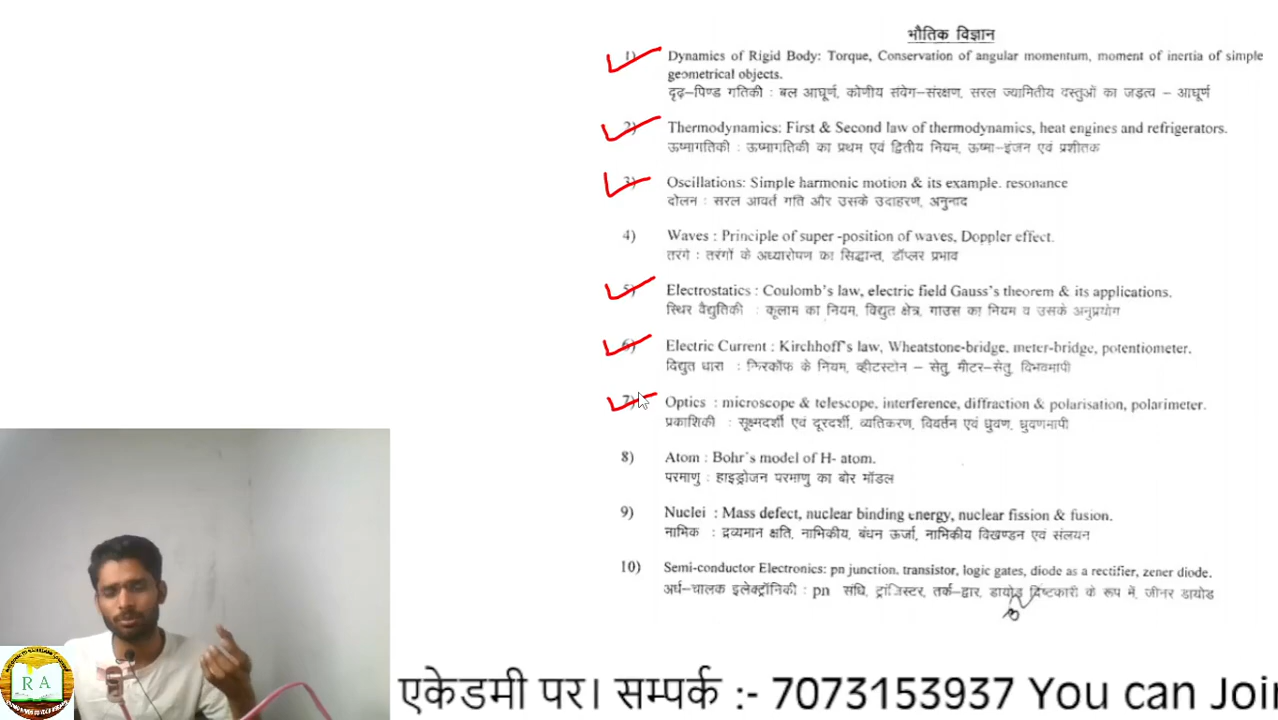 भौतिक विज्ञान
1) Dynamics of Rigid Body: Torque, Conservation of angular momentum, moment of inertia of simple
geometrical objects.
दृढ़–पिण्ड गतिकी : बल आघूर्ण, कोणीय संवेग–संरक्षण, सरल ज्यामितीय वस्तुओं का जड़त्व – आघूर्ण
2) Thermodynamics: First & Second law of thermodynamics, heat engines and refrigerators.
ऊष्मागतिकी : ऊष्मागतिकी का प्रथम एवं द्वितीय नियम, ऊष्मा–इंजन एवं प्रशीतक
3) Oscillations: Simple harmonic motion & its example. resonance
दोलन : सरल आवर्त गति और उसके उदाहरण, अनुनाद
4) Waves : Principle of super -position of waves, Doppler effect.
तरंगे : तरंगों के अध्यारोपण का सिद्धान्त, डॉप्लर प्रभाव
5) Electrostatics : Coulomb's law, electric field Gauss's theorem & its applications.
स्थिर वैद्युतिकी : कूलाम का नियम, विद्युत क्षेत्र, गाउस का नियम व उसके अनुप्रयोग
6) Electric Current : Kirchhoff's law, Wheatstone-bridge, meter-bridge, potentiometer.
विद्युत धारा : किरकॉफ के नियम, व्हीटस्टोन – सेतु, मीटर–सेतु, विभवमापी
7) Optics : microscope & telescope, interference, diffraction & polarisation, polarimeter.
प्रकाशिकी : सूक्ष्मदर्शी एवं दूरदर्शी, व्यतिकरण, विवर्तन एवं ध्रुवण, ध्रुवणमापी
8) Atom : Bohr's model of H- atom.
परमाणु : हाइड्रोजन परमाणु का बोर मॉडल
9) Nuclei : Mass defect, nuclear binding energy, nuclear fission & fusion.
नाभिक : द्रव्यमान क्षति, नाभिकीय, बंधन ऊर्जा, नाभिकीय विखण्डन एवं संलयन
10) Semi-conductor Electronics: pn junction, transistor, logic gates, diode as a rectifier, zener diode.
अर्ध–चालक इलेक्ट्रॉनिकी : pn संधि, ट्रांजिस्टर, तर्क–द्वार, डायोड दिष्टकारी के रूप में, जीनर डायोड
RA
एकेडमी पर। सम्पर्क :- 7073153937 You can Join